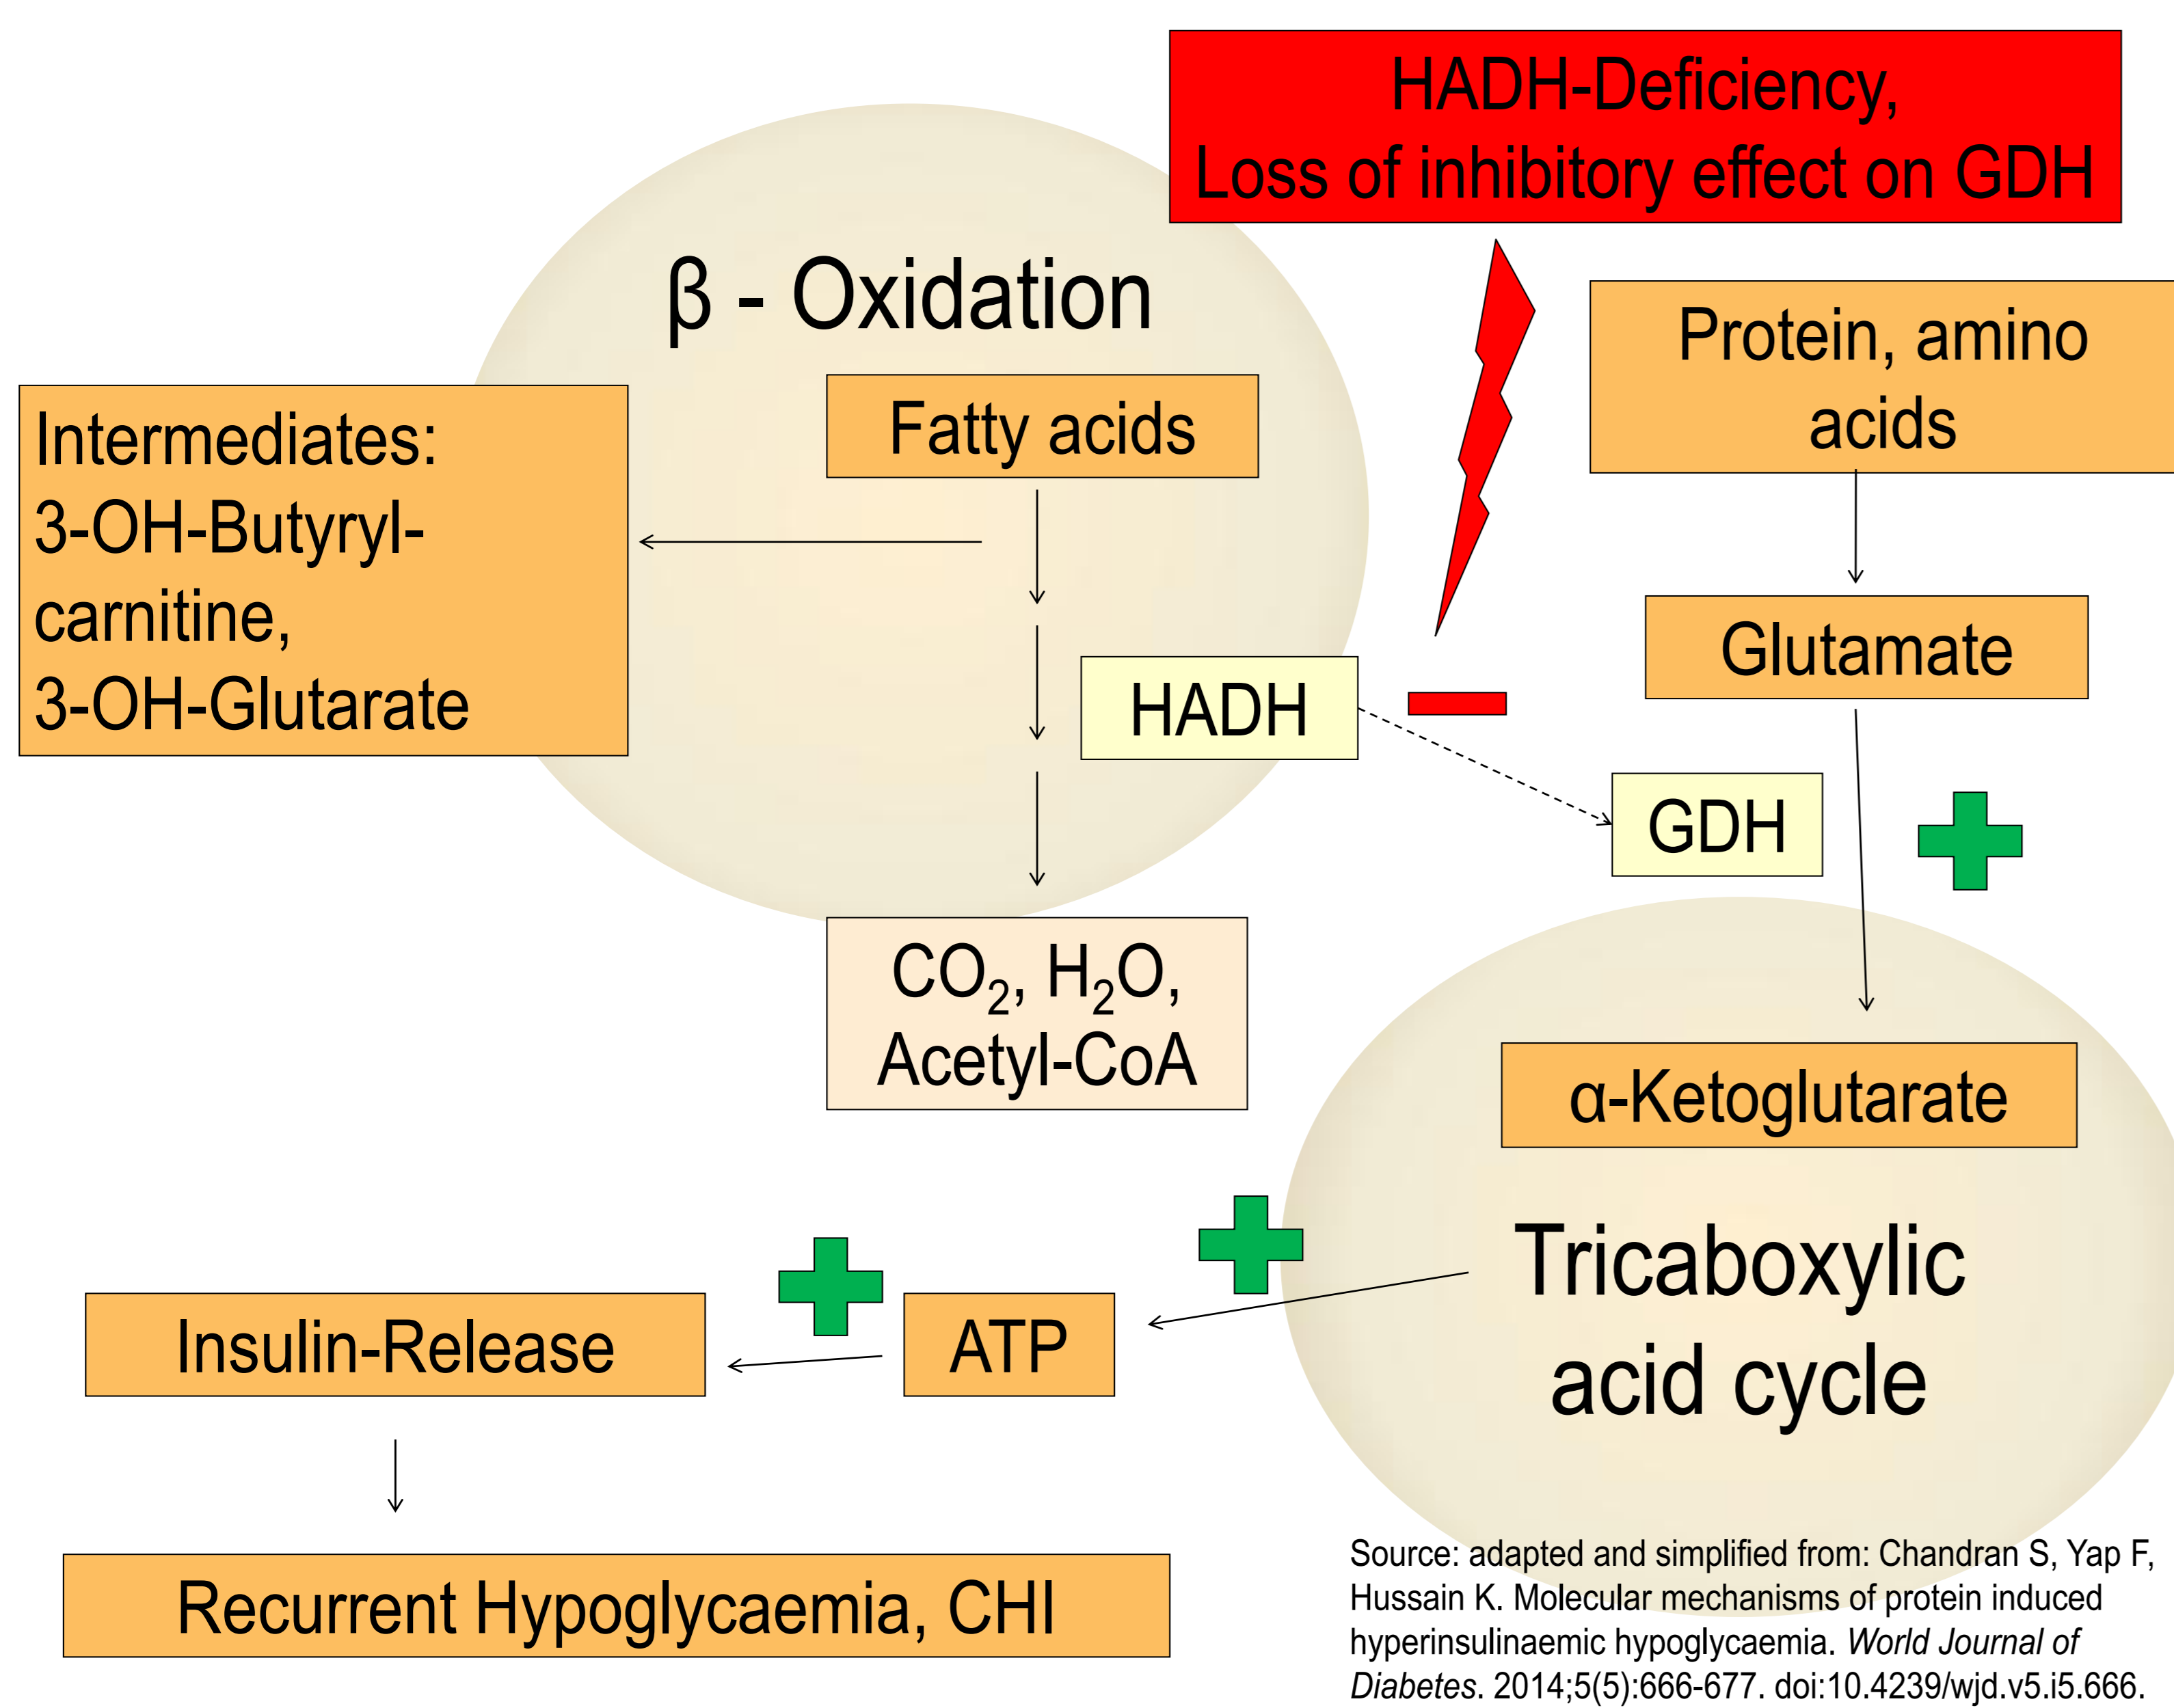 HADH-Deficiency,
Loss of inhibitory effect on GDH
β - Oxidation
Protein, amino
acids
Fatty acids
Intermediates:
3-OH-Butyryl-
carnitine,
3-OH-Glutarate
Glutamate
HADH
GDH
CO₂, H₂O,
Acetyl-CoA
α-Ketoglutarate
Tricaboxylic
acid cycle
ATP
Insulin-Release
Recurrent Hypoglycaemia, CHI
Source: adapted and simplified from: Chandran S, Yap F,
Hussain K. Molecular mechanisms of protein induced
hyperinsulinaemic hypoglycaemia. World Journal of
Diabetes. 2014;5(5):666-677. doi:10.4239/wjd.v5.i5.666.